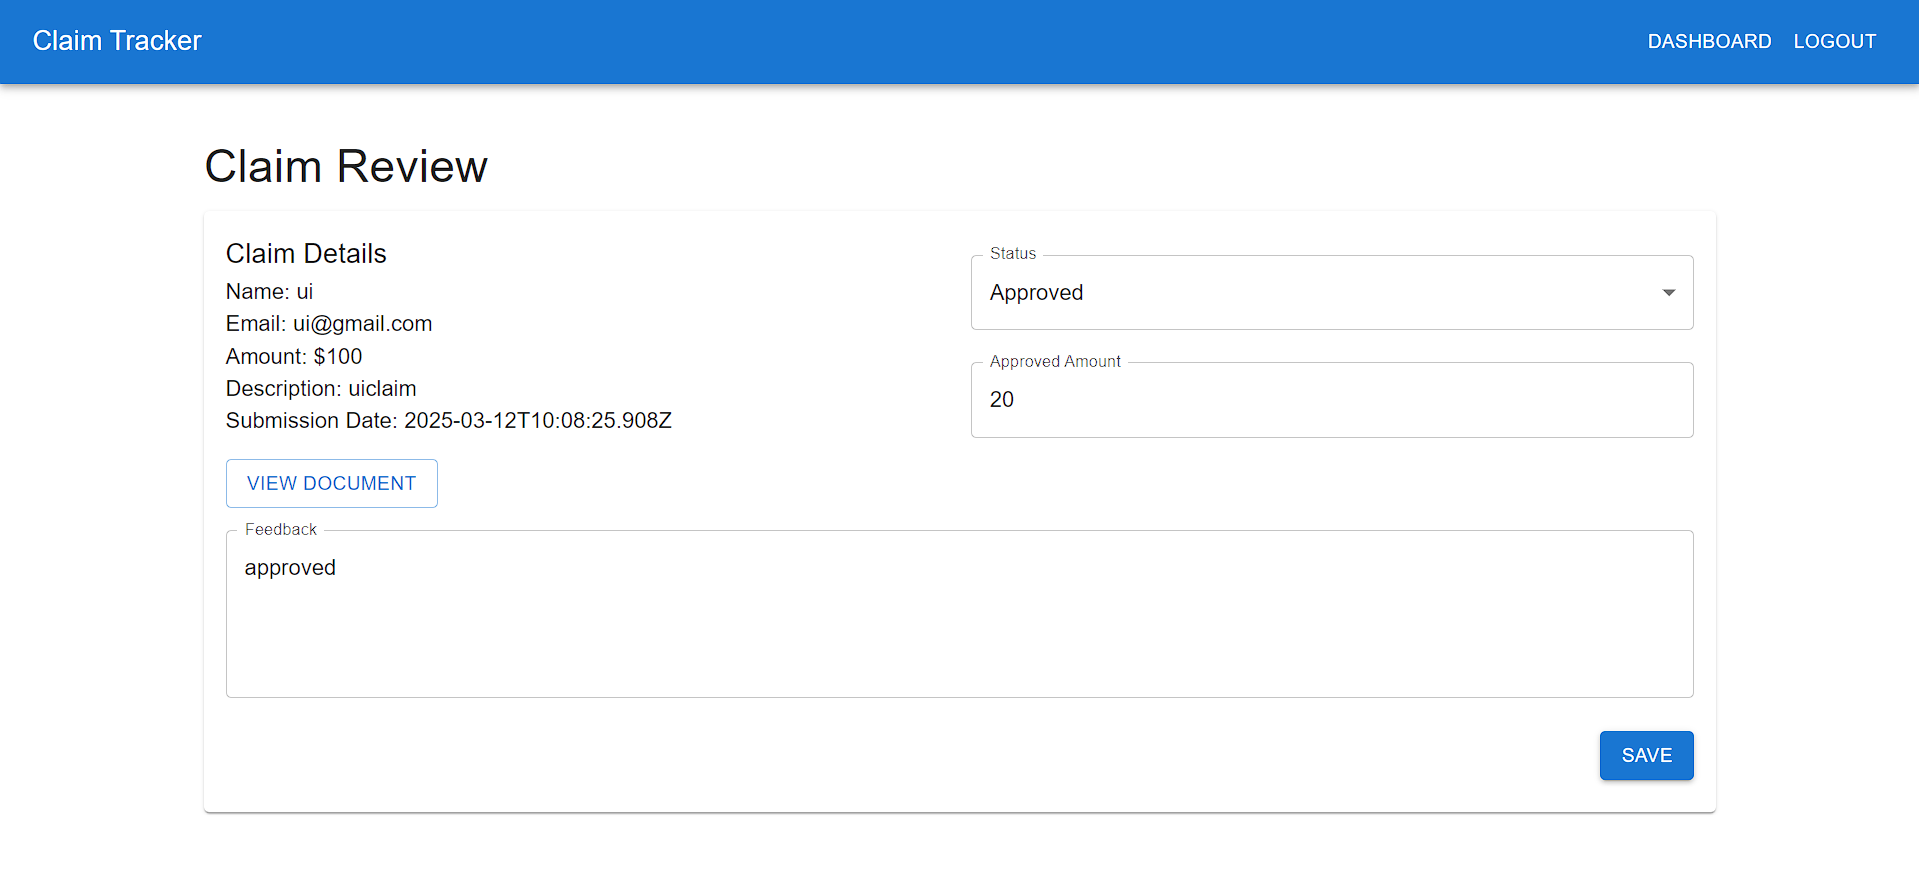 Claim Tracker
DASHBOARD LOGOUT
Claim Review
Claim Details
Name: ui
Email: ui@gmail.com
Amount: $100
Description: uiclaim
Submission Date: 2025-03-12T10:08:25.908Z
VIEW DOCUMENT
Status
Approved
Approved Amount
20
Feedback
approved
SAVE